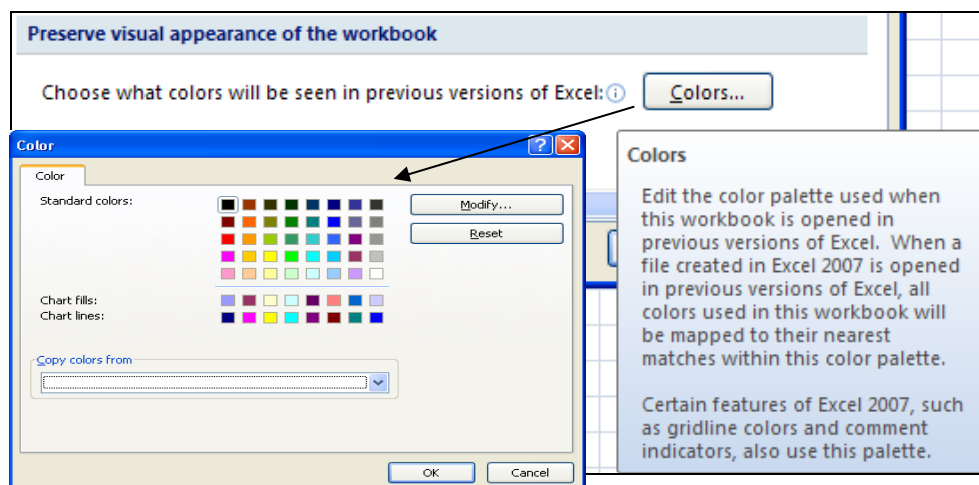 Preserve visual appearance of the workbook
Choose what colors will be seen in previous versions of Excel:
Colors...
Color
Color
Standard colors:
Modify...
Reset
Chart fills:
Chart lines:
Copy colors from
OK
Cancel
Colors
Edit the color palette used when
this workbook is opened in
previous versions of Excel.  When a
file created in Excel 2007 is opened
in previous versions of Excel, all
colors used in this workbook will
be mapped to their nearest
matches within this color palette.
Certain features of Excel 2007, such
as gridline colors and comment
indicators, also use this palette.